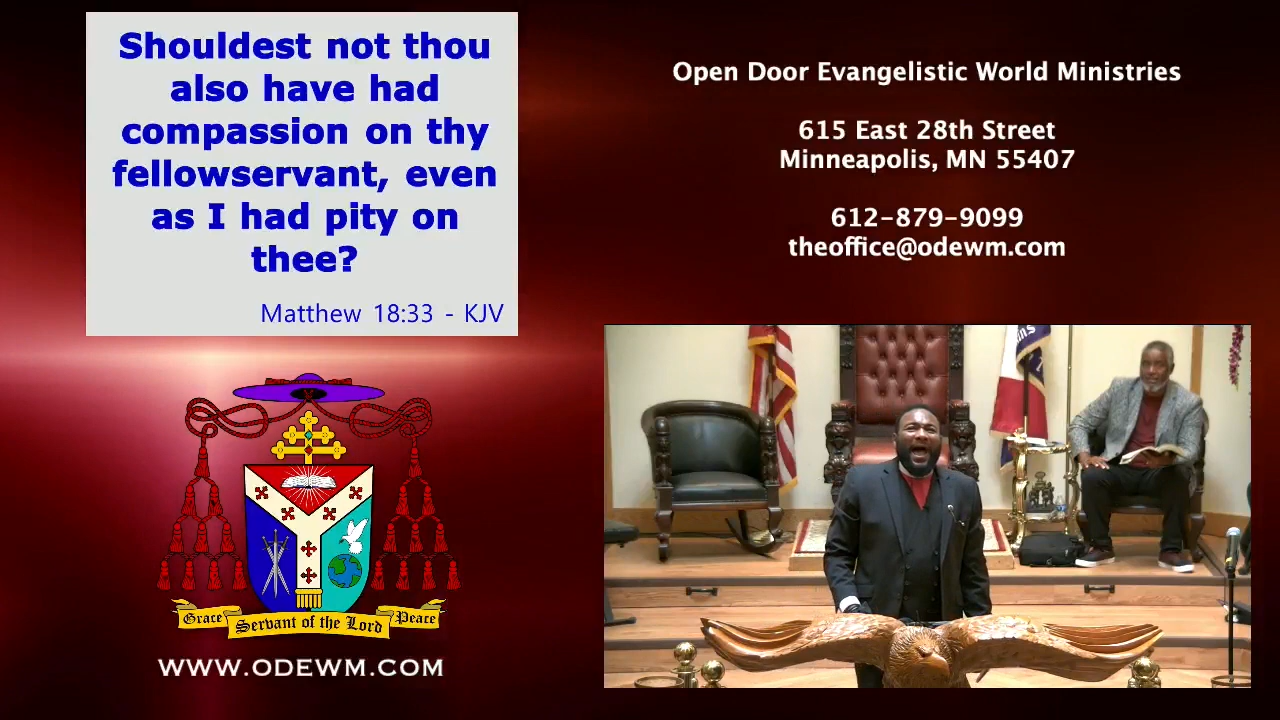 Shouldest not thou
also have had
compassion on thy
fellowservant, even
as I had pity on
thee?
Matthew 18:33 - KJV
Open Door Evangelistic World Ministries
615 East 28th Street
Minneapolis, MN 55407
612-879-9099
theoffice@odewm.com
Grace
Servant of the Lord
Peace
WWW.ODEWM.COM